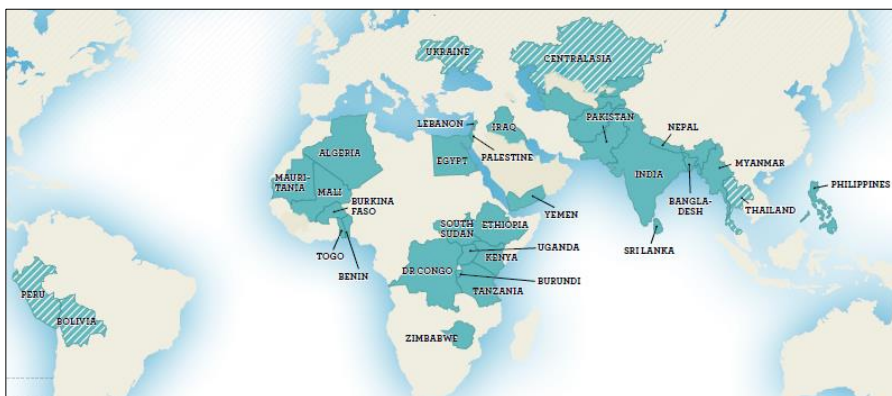 UKRAINE
CENTRALASIA
LEBANON
IRAQ
PAKISTAN
NEPAL
ALGERIA
EGYPT
PALESTINE
INDIA
MYANMAR
MAURI-
TANIA
MALI
PHILIPPINES
BURKINA
FASO
YEMEN
BANGLA-
DESH
THAILAND
SOUTH
SUDAN
ETHIOPIA
TOGO
UGANDA
SRI LANKA
BENIN
KENYA
DR CONGO
BURUNDI
TANZANIA
PERU
BOLIVIA
ZIMBABWE